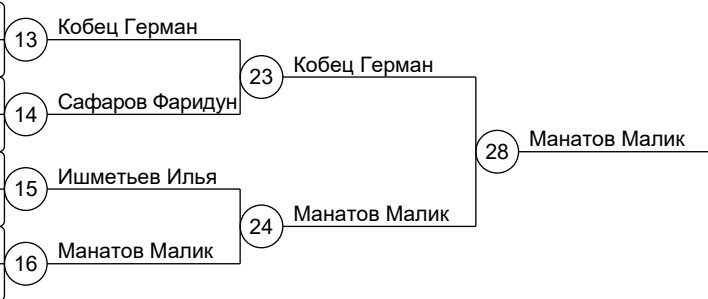 13 Кобец Герман
23 Кобец Герман
14 Сафаров Фаридун
28 Манатов Малик
15 Ишметьев Илья
24 Манатов Малик
16 Манатов Малик